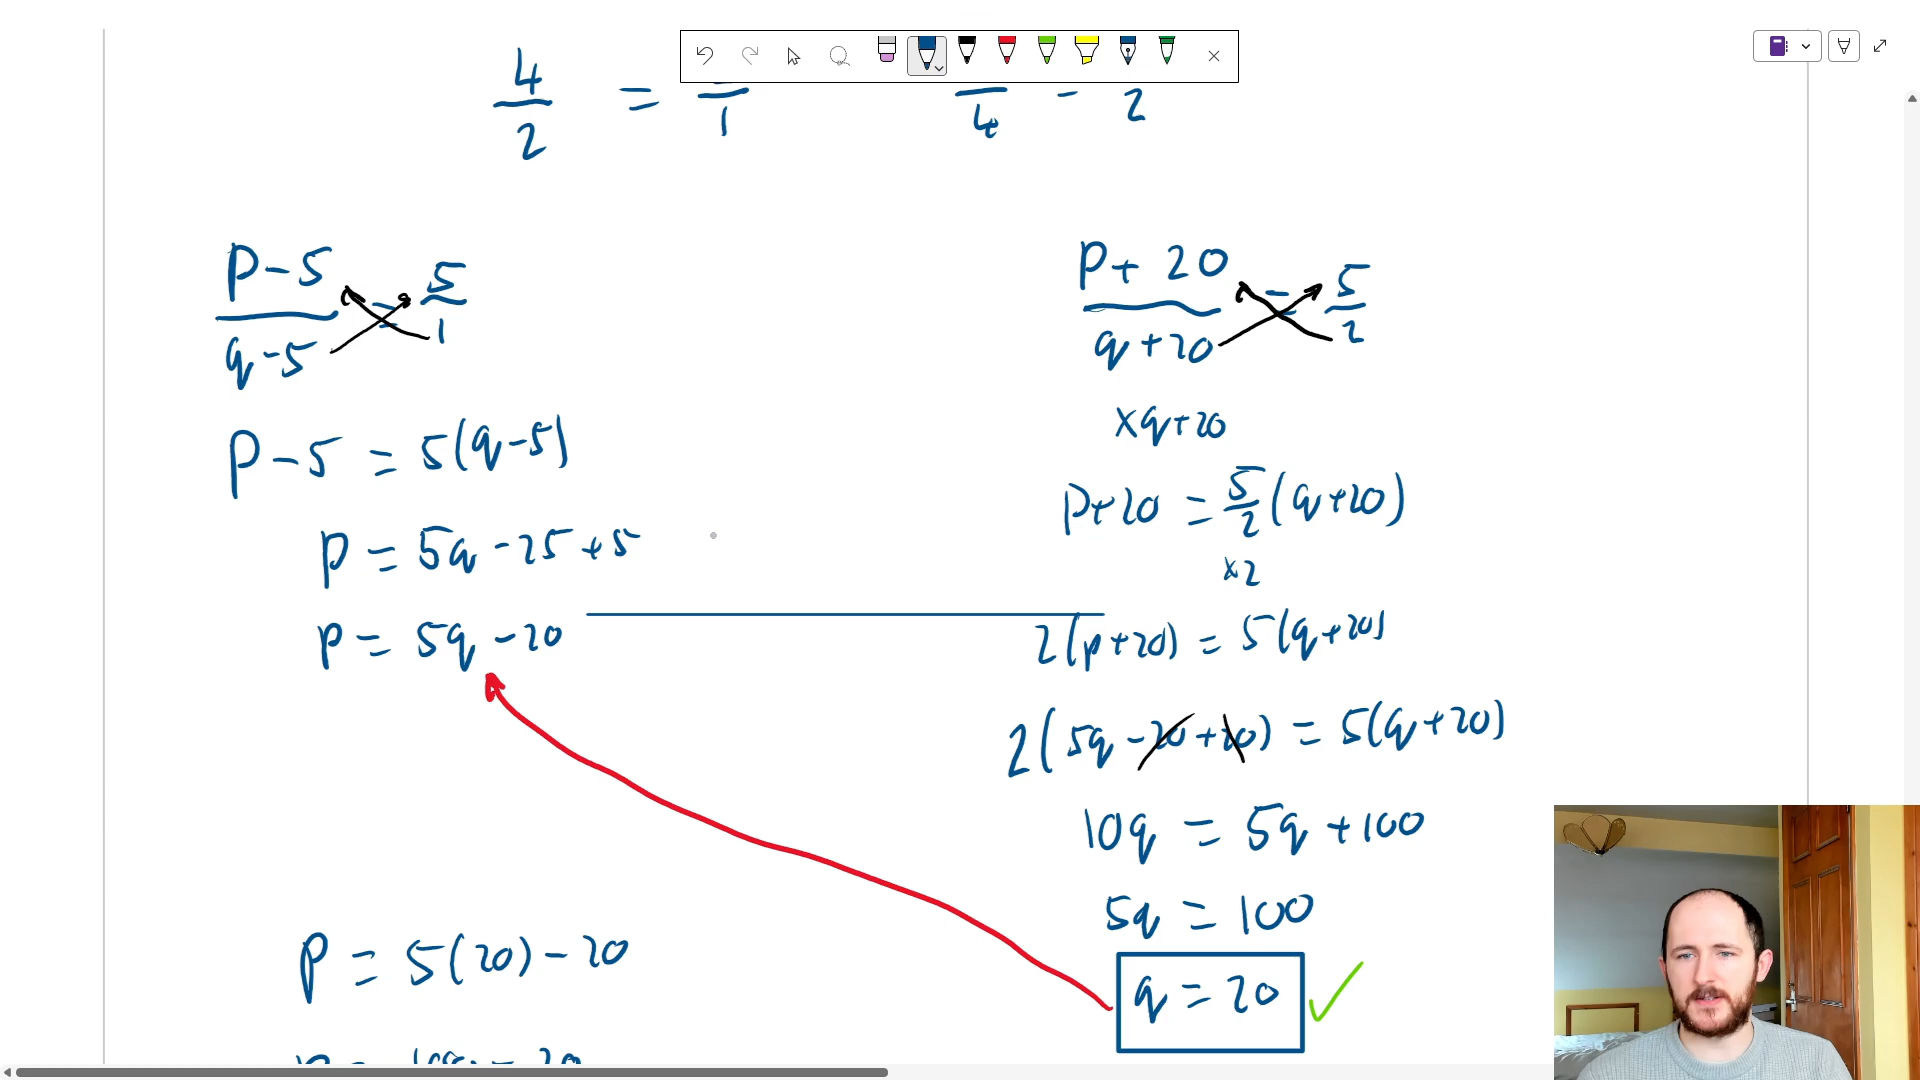 4/2 = /1 /4 = /2
(p-5)/(q-5) = 5/1
p-5 = 5(q-5)
p = 5q -25 +5
p = 5q -20
p = 5(20) - 20
(p+20)/(q+20) = 5/2
xq+20
p+20 = 5/2 (q+20)
x2
2(p+20) = 5(q+20)
2(5q -20 +20) = 5(q+20)
10q = 5q +100
5q = 100
q = 20